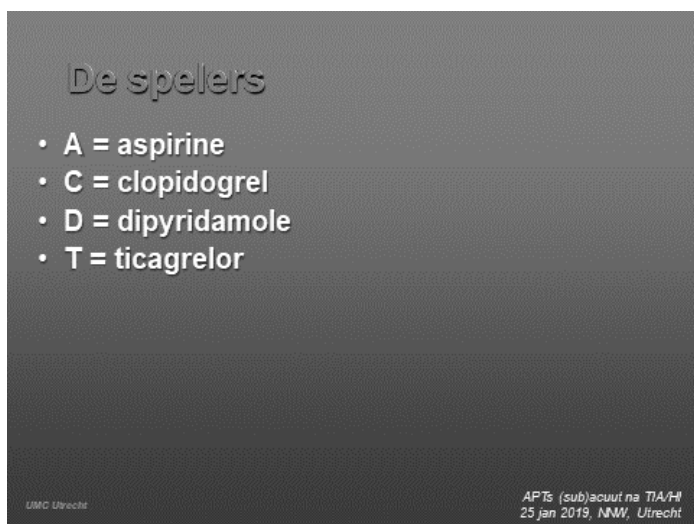 De spelers
• A = aspirine
• C = clopidogrel
• D = dipyridamole
• T = ticagrelor
UMC Utrecht
APTs (sub)acuut na TIA/HI
25 jan 2019, NNW, Utrecht